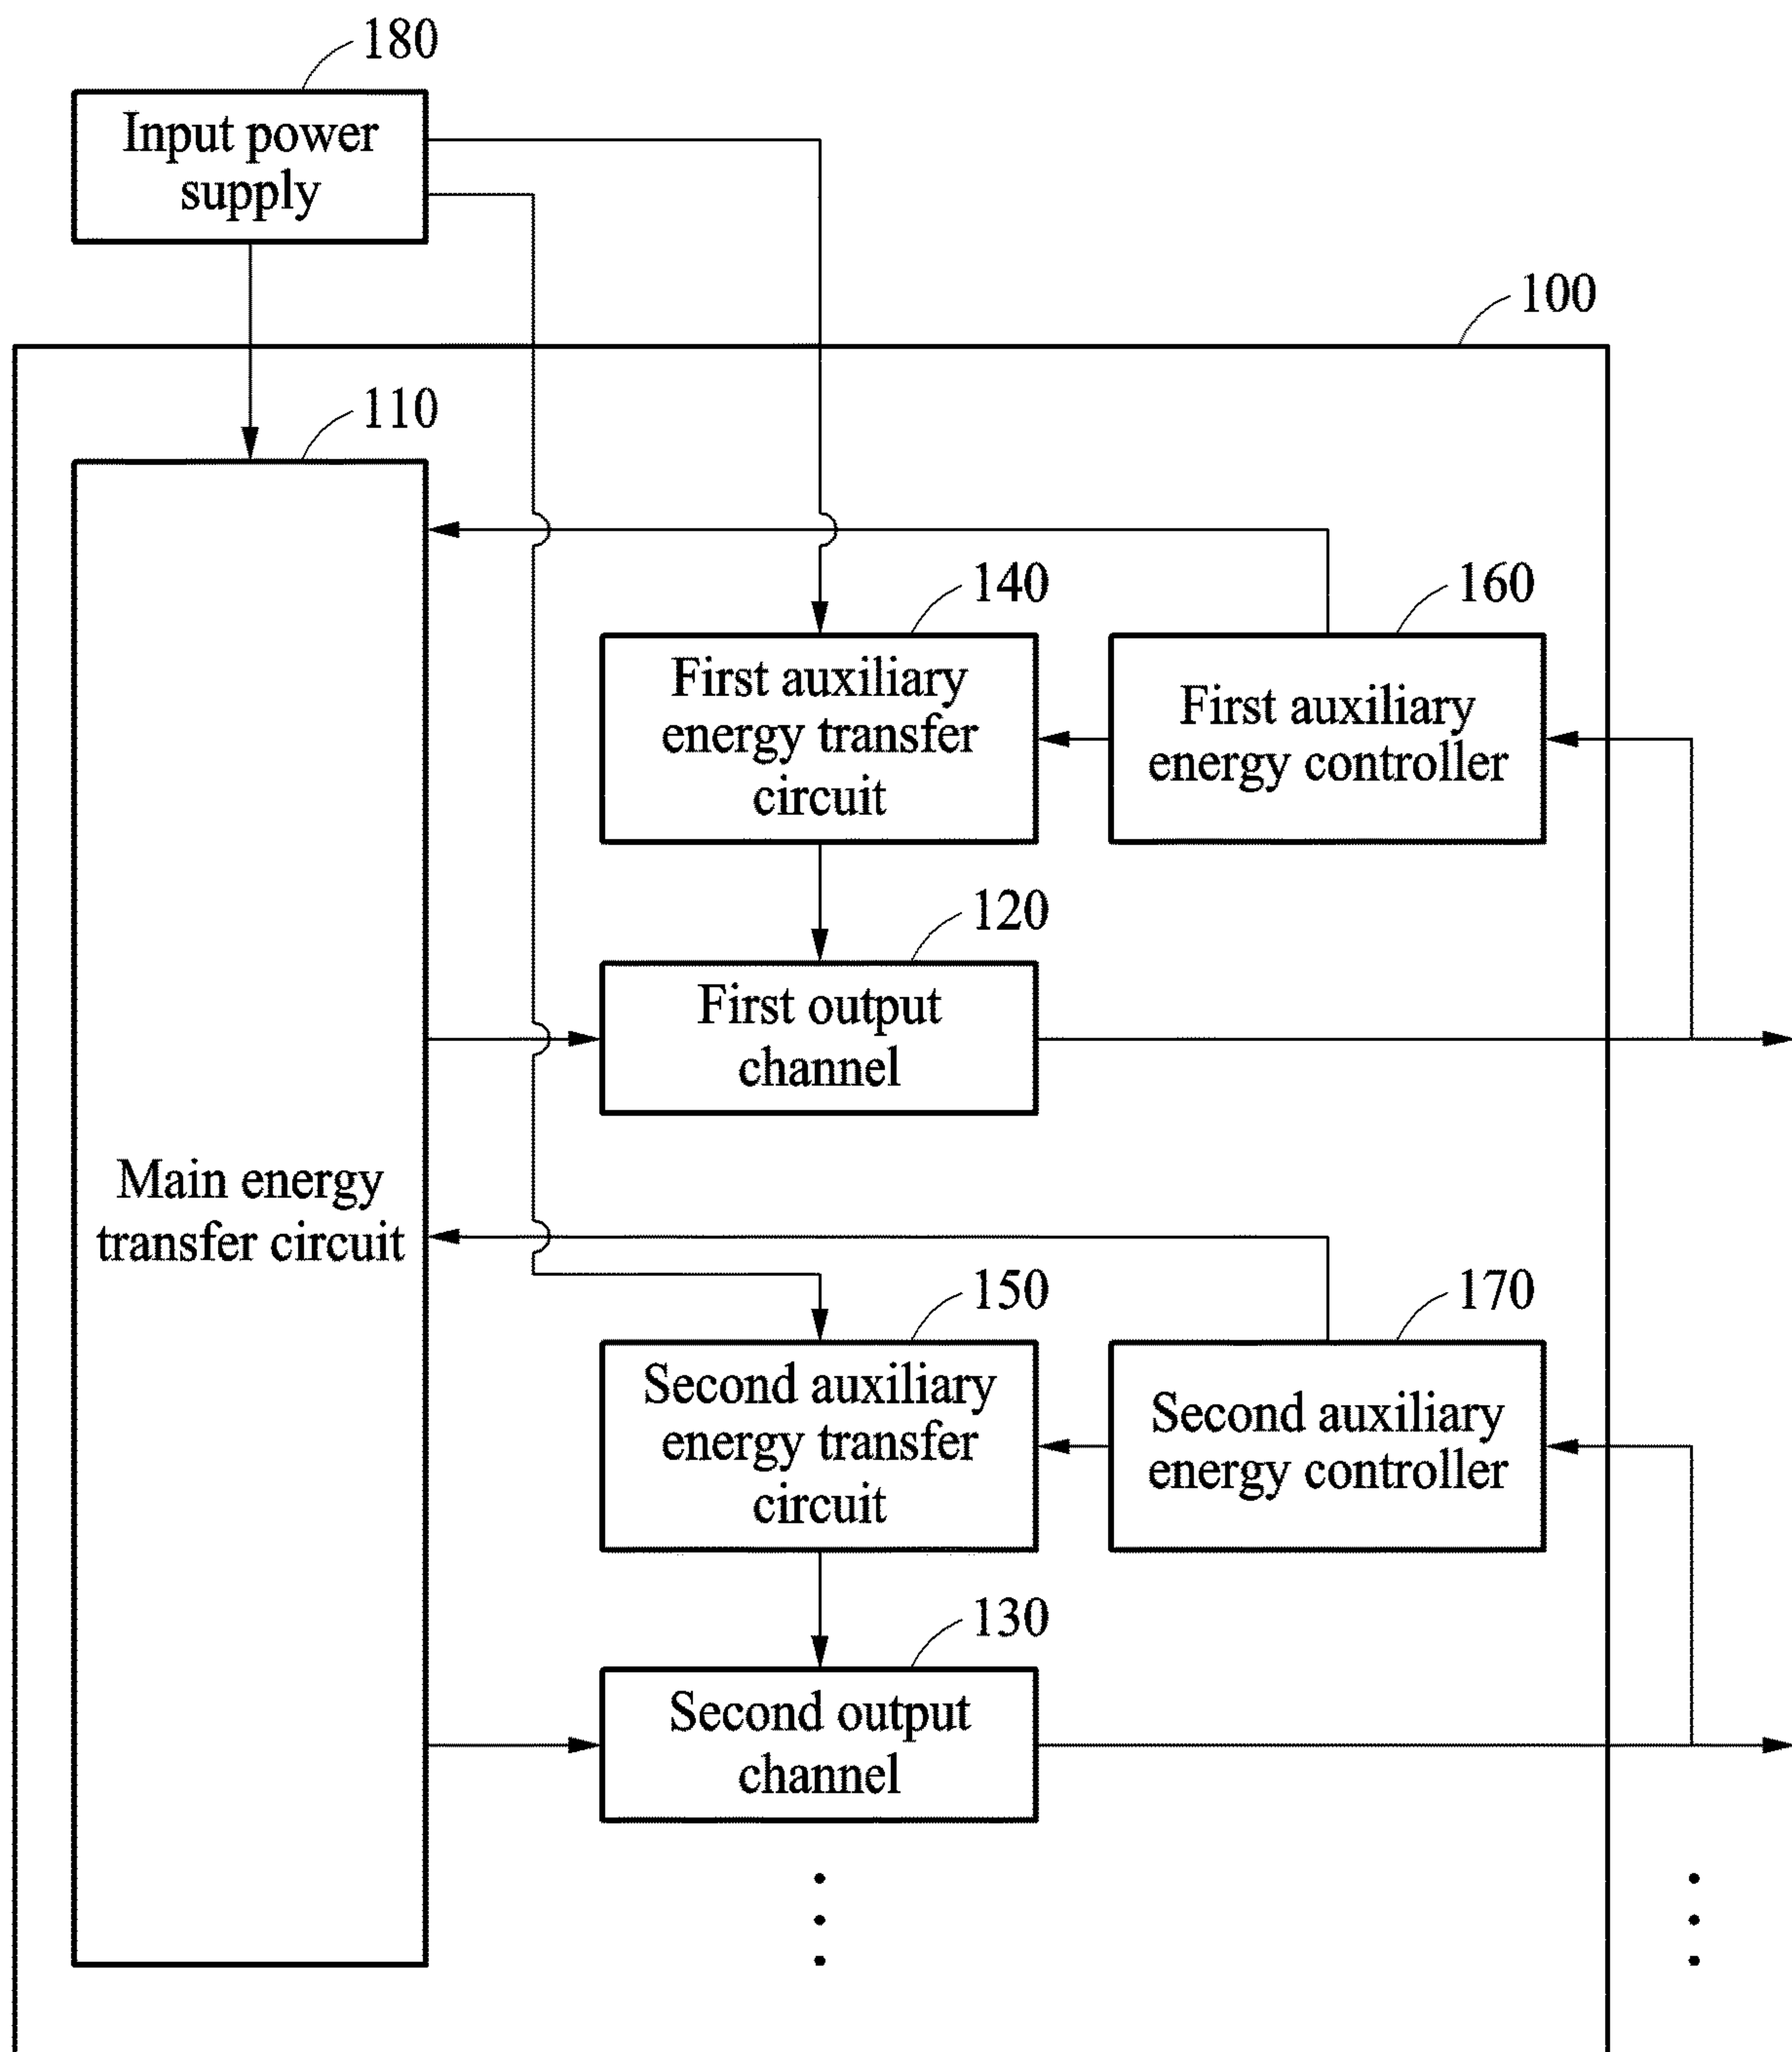 180
Input power
supply
100
110
140
160
First auxiliary
energy transfer
circuit
First auxiliary
energy controller
120
First output
channel
Main energy
transfer circuit
150
170
Second auxiliary
energy transfer
circuit
Second auxiliary
energy controller
130
Second output
channel